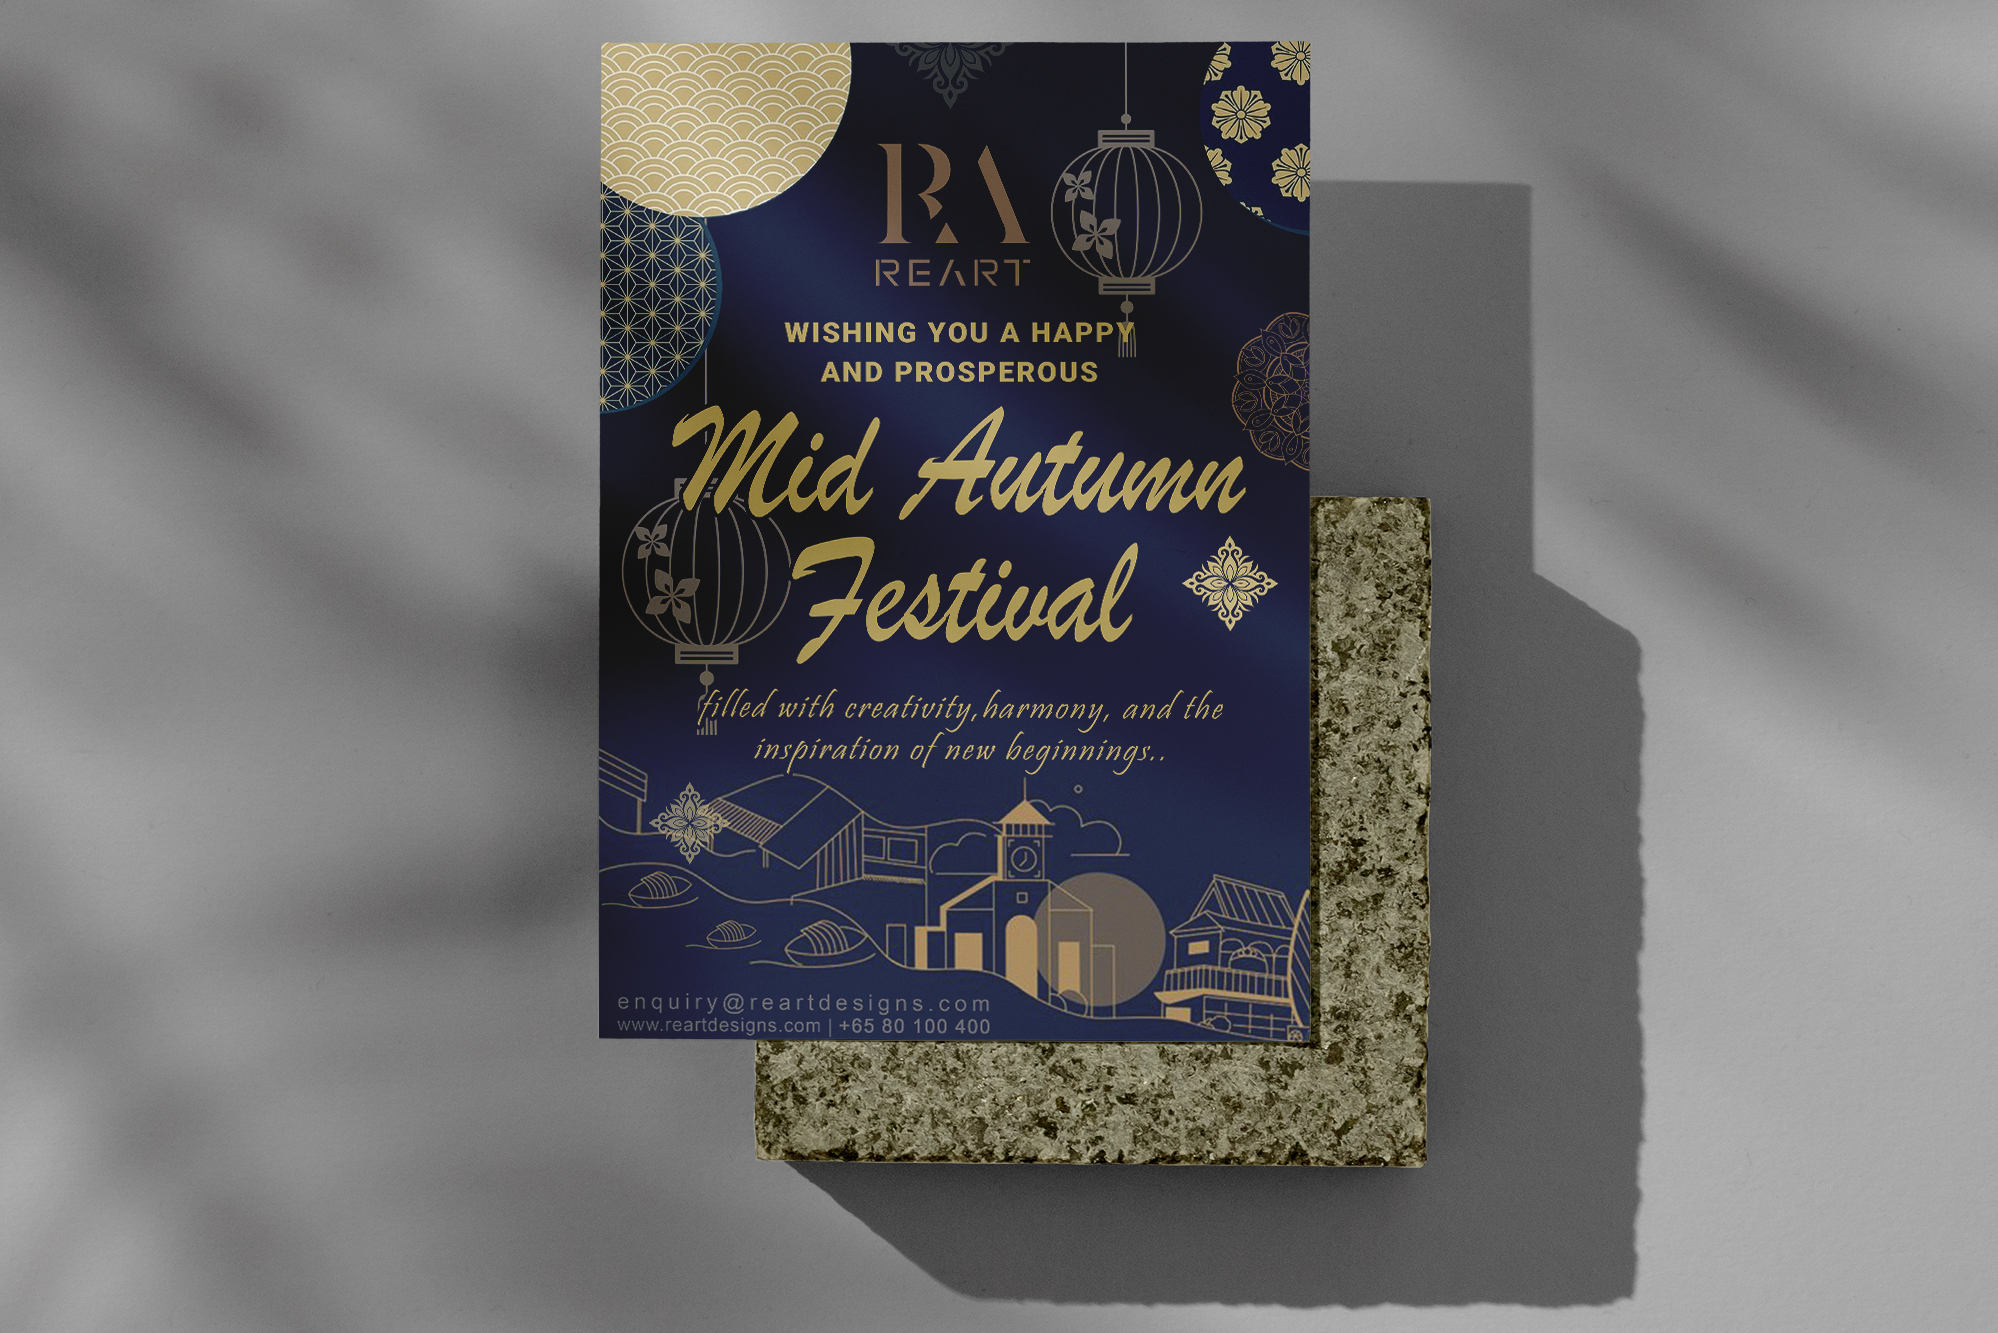 RA
REART
WISHING YOU A HAPPY
AND PROSPEROUS
Mid Autumn
Festival
filled with creativity,harmony, and the
inspiration of new beginnings..
enquiry@reartdesigns.com
www.reartdesigns.com | +65 80 100 400